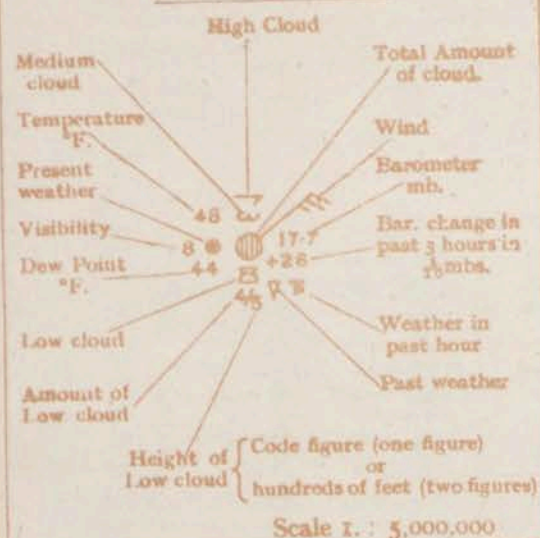 High Cloud
Medium
cloud
Total Amount
of cloud.
Temperature
°F.
Wind
Present
weather
Barometer
mb.
48
Visibility
8
17.7
Bar. change in
past 3 hours in
1/10 mbs.
Dew Point
°F.
44
+26
4/5
Low cloud
Weather in
past hour
Amount of
Low cloud
Past weather
Height of
Low cloud
Code figure (one figure)
or
hundreds of feet (two figures)
Scale 1. : 5,000,000